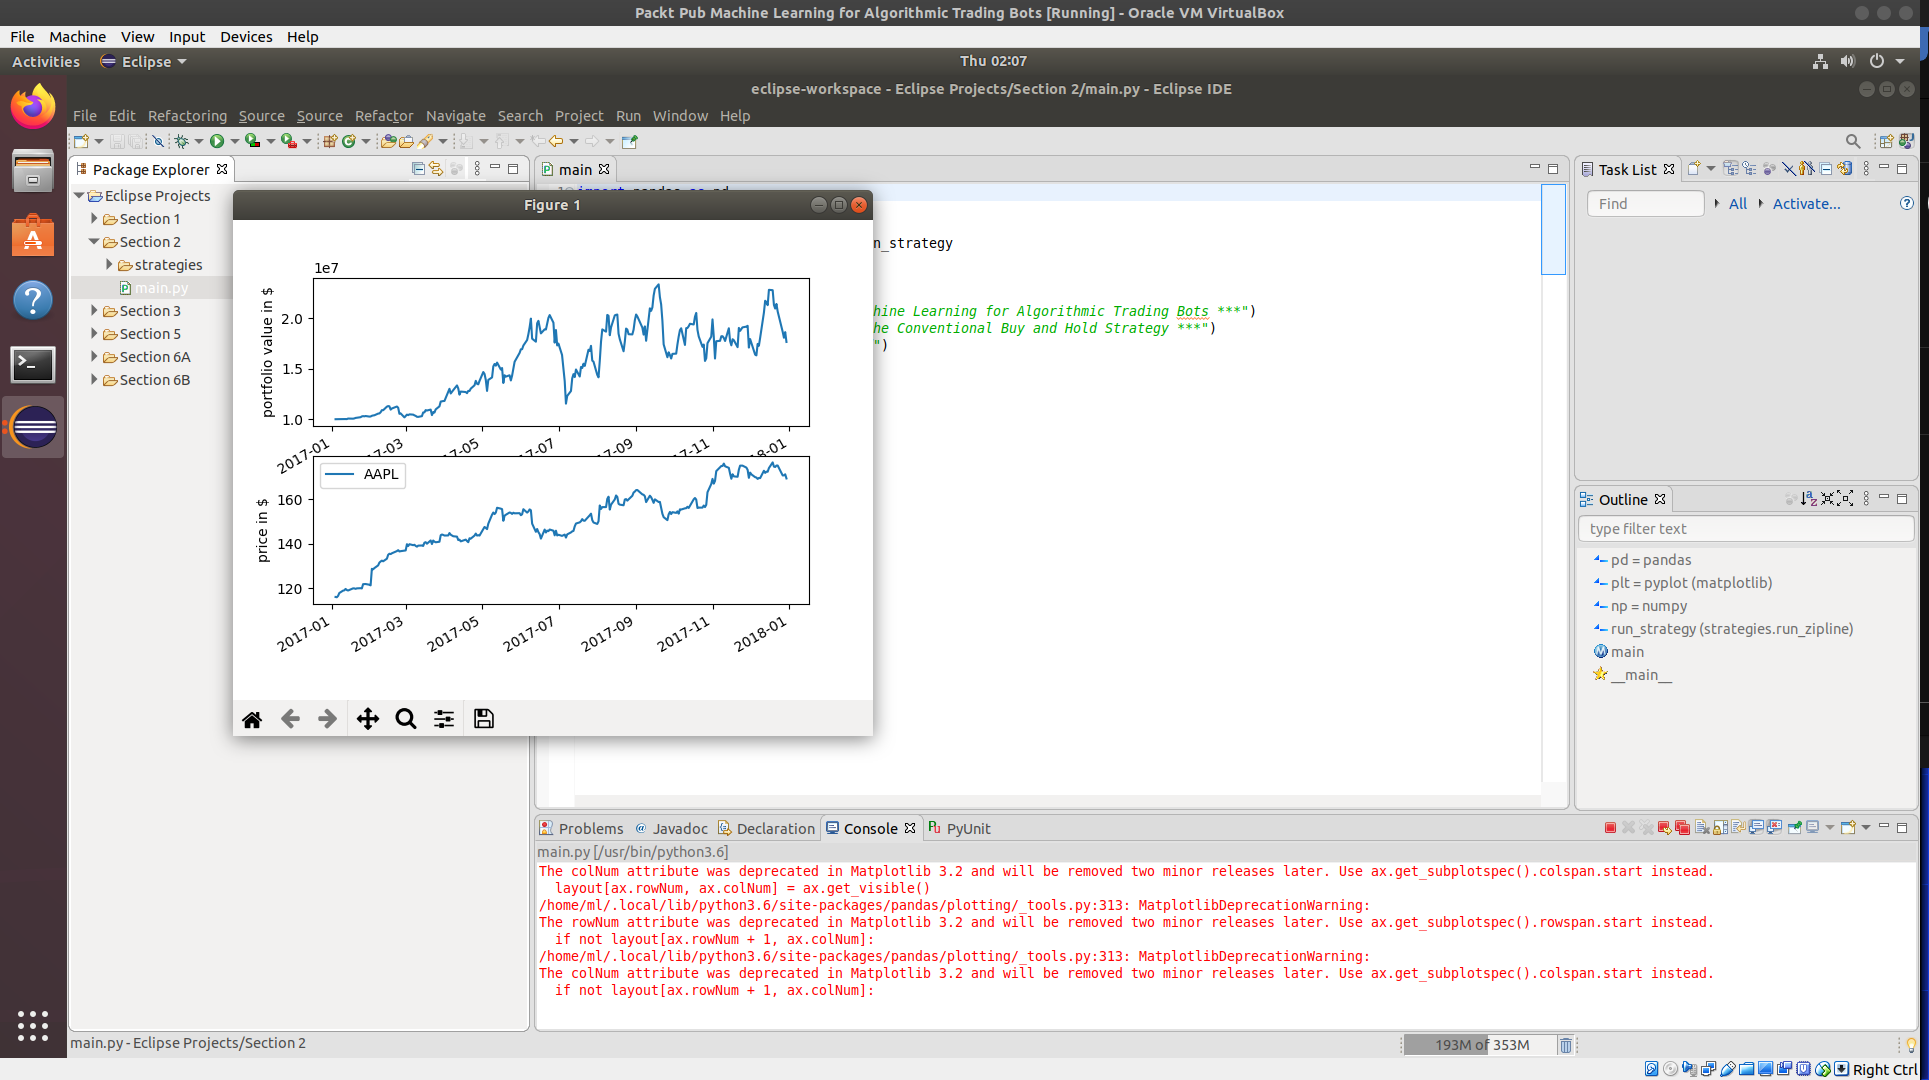 Packt Pub Machine Learning for Algorithmic Trading Bots [Running] - Oracle VM VirtualBox
File Machine View Input Devices Help
Activities Eclipse Thu 02:07
eclipse-workspace - Eclipse Projects/Section 2/main.py - Eclipse IDE
File Edit Refactoring Source Source Refactor Navigate Search Project Run Window Help
Package Explorer
Eclipse Projects
Section 1
Section 2
strategies
main.py
Section 3
Section 5
Section 6A
Section 6B
main
import pandas as pd
n_strategy
hine Learning for Algorithmic Trading Bots ***")
he Conventional Buy and Hold Strategy ***")
")
Figure 1
1e7
portfolio value in $
2.0
1.5
1.0
2017-01
17-03
17-05
17-07
17-09
17-11
18-01
AAPL
price in $
160
140
120
2017-01
2017-03
2017-05
2017-07
2017-09
2017-11
2018-01
Task List
Find All Activate...
Outline
type filter text
pd = pandas
plt = pyplot (matplotlib)
np = numpy
run_strategy (strategies.run_zipline)
main
__main__
Problems Javadoc Declaration Console PyUnit
main.py [/usr/bin/python3.6]
The colNum attribute was deprecated in Matplotlib 3.2 and will be removed two minor releases later. Use ax.get_subplotspec().colspan.start instead.
layout[ax.rowNum, ax.colNum] = ax.get_visible()
/home/ml/.local/lib/python3.6/site-packages/pandas/plotting/_tools.py:313: MatplotlibDeprecationWarning:
The rowNum attribute was deprecated in Matplotlib 3.2 and will be removed two minor releases later. Use ax.get_subplotspec().rowspan.start instead.
if not layout[ax.rowNum + 1, ax.colNum]:
/home/ml/.local/lib/python3.6/site-packages/pandas/plotting/_tools.py:313: MatplotlibDeprecationWarning:
The colNum attribute was deprecated in Matplotlib 3.2 and will be removed two minor releases later. Use ax.get_subplotspec().colspan.start instead.
if not layout[ax.rowNum + 1, ax.colNum]:
main.py - Eclipse Projects/Section 2
193M of 353M
Right Ctrl